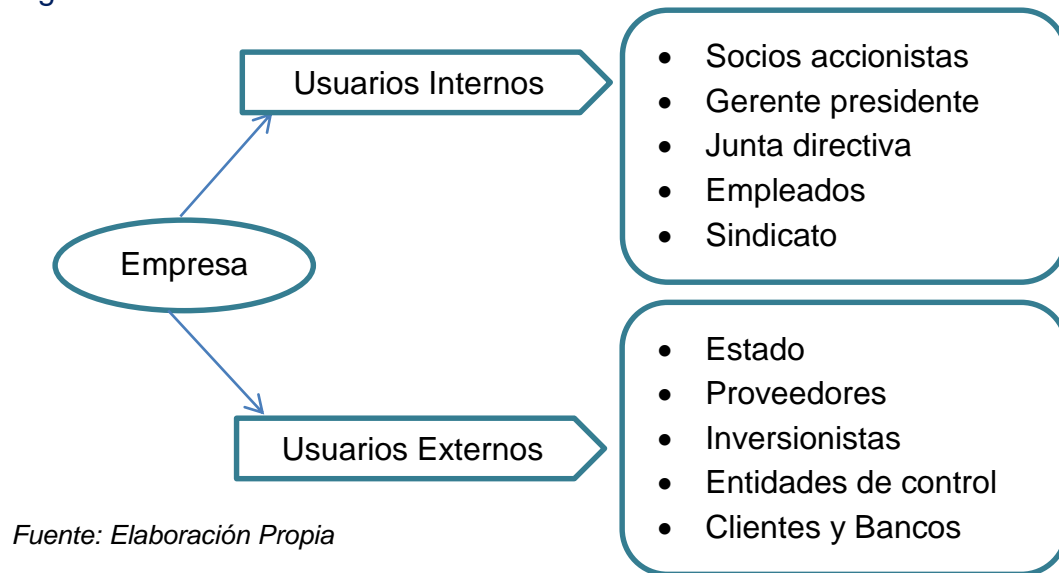 Usuarios Internos
• Socios accionistas
• Gerente presidente
• Junta directiva
• Empleados
• Sindicato
Empresa
Usuarios Externos
• Estado
• Proveedores
• Inversionistas
• Entidades de control
• Clientes y Bancos
Fuente: Elaboración Propia